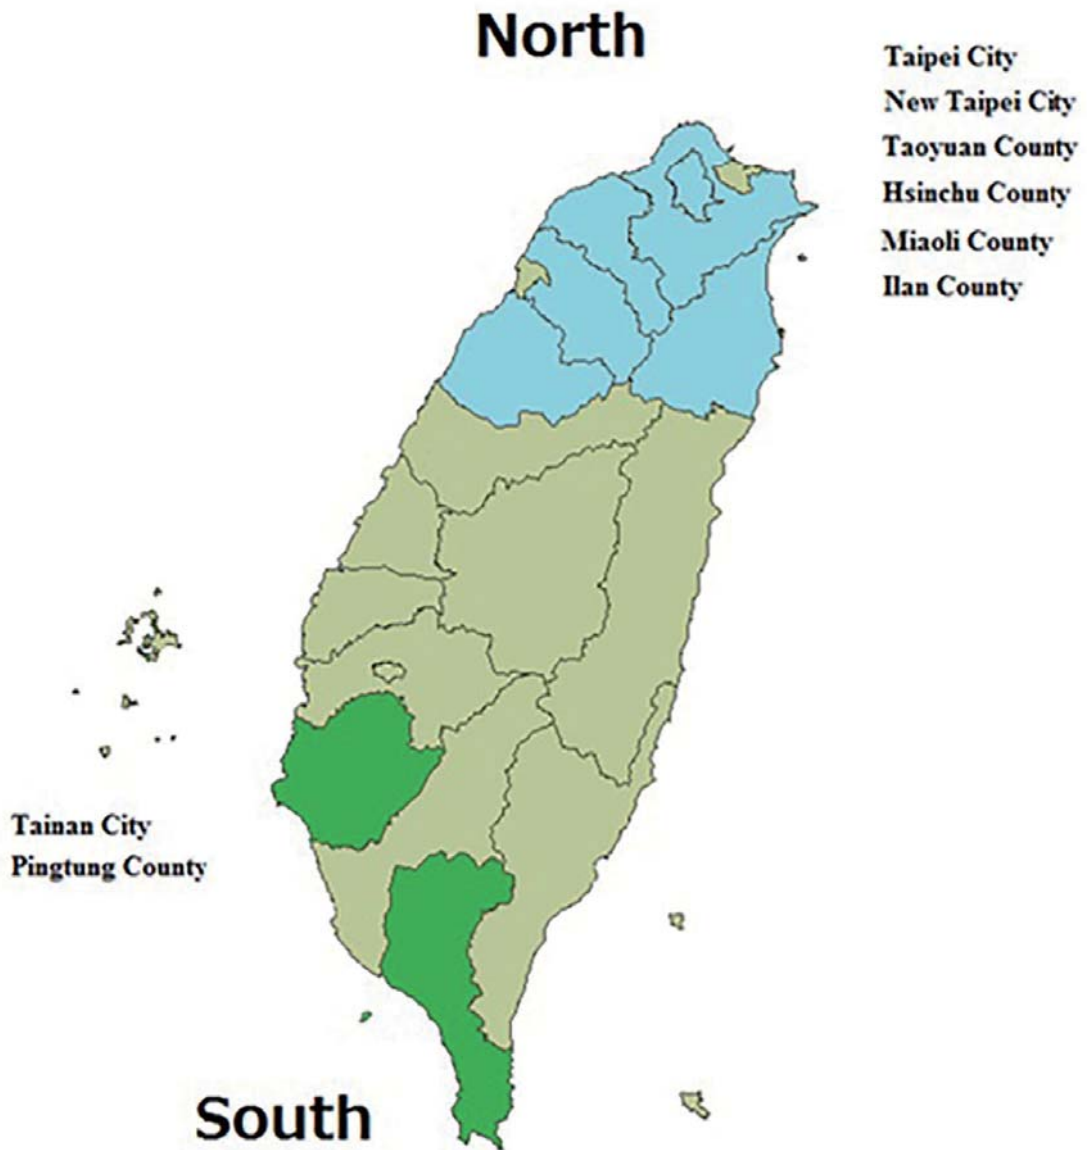 North
Taipei City
New Taipei City
Taoyuan County
Hsinchu County
Miaoli County
Ilan County
Tainan City
Pingtung County
South